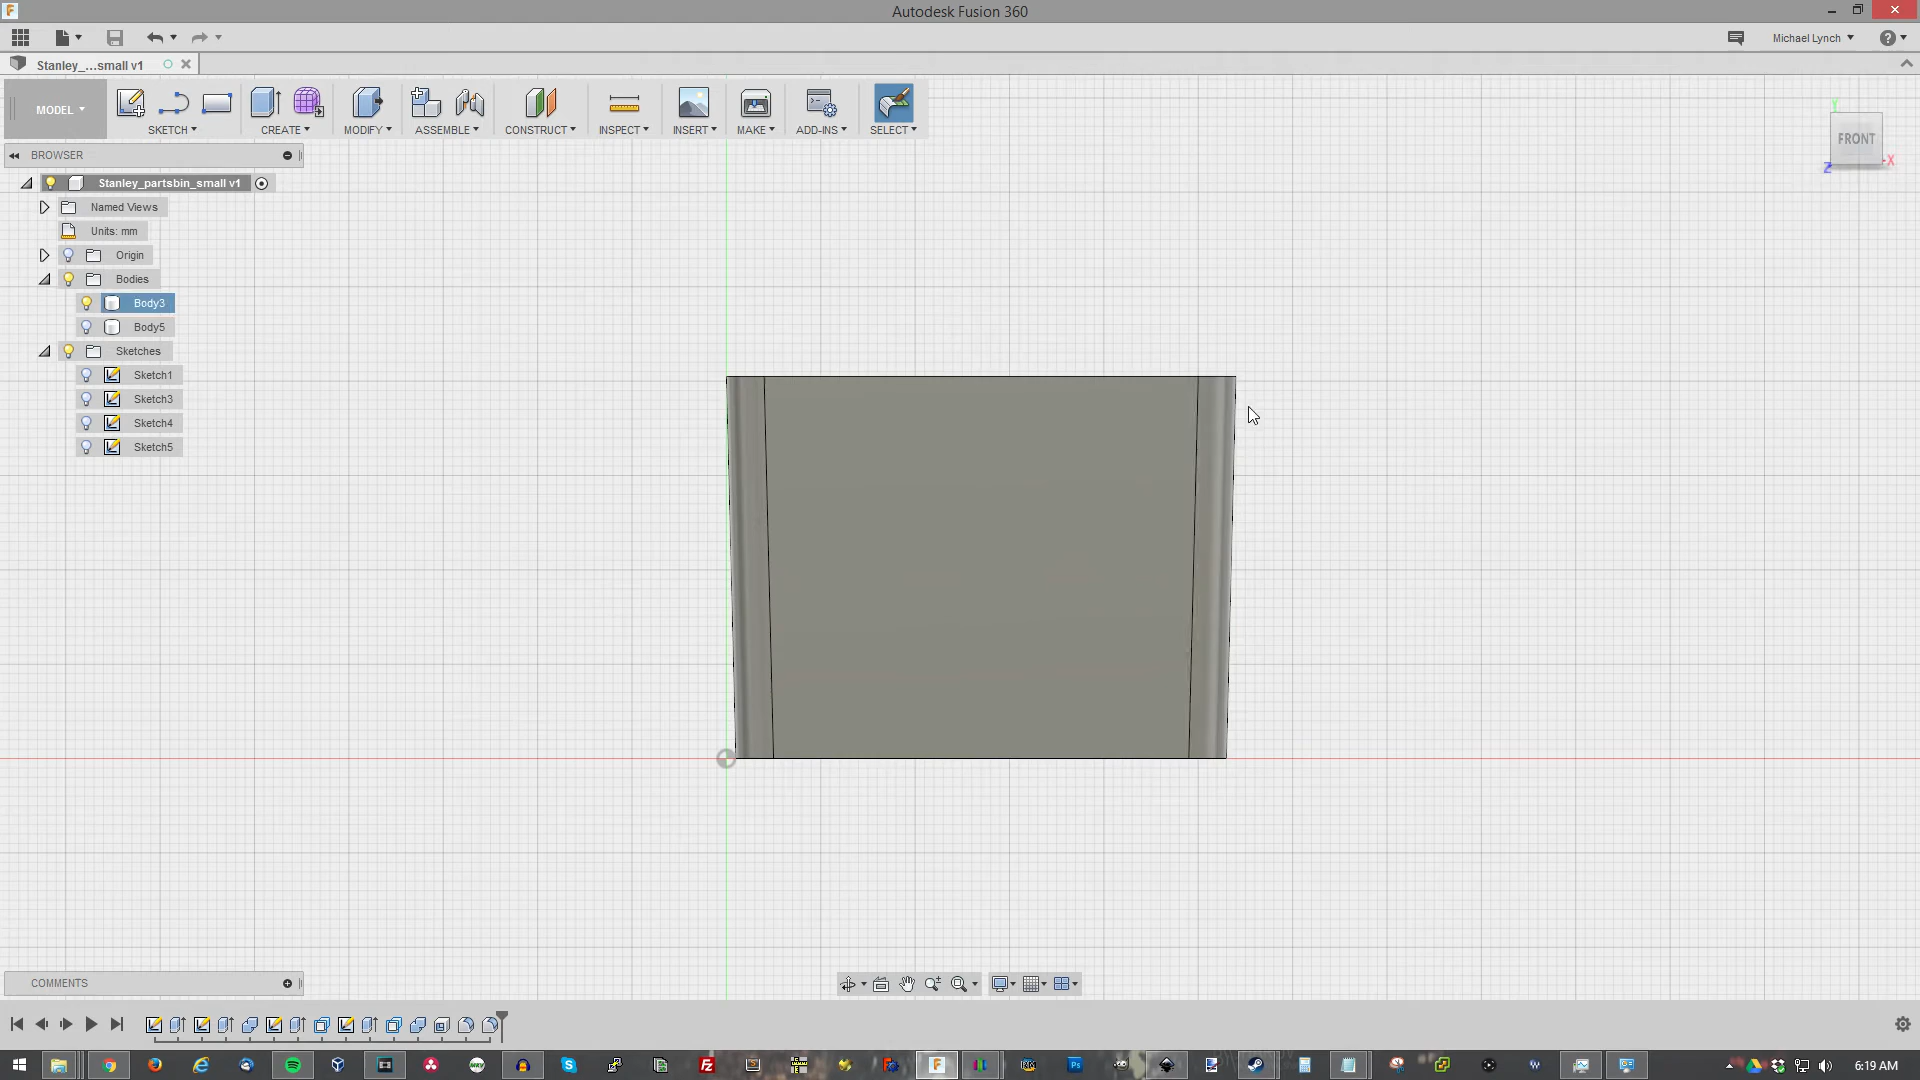 Autodesk Fusion 360
Michael Lynch
Stanley_...small v1
MODEL
SKETCH
CREATE
MODIFY
ASSEMBLE
CONSTRUCT
INSPECT
INSERT
MAKE
ADD-INS
SELECT
Y
FRONT
X
Z
BROWSER
Stanley_partsbin_small v1
Named Views
Units: mm
Origin
Bodies
Body3
Body5
Sketches
Sketch1
Sketch3
Sketch4
Sketch5
COMMENTS
6:19 AM